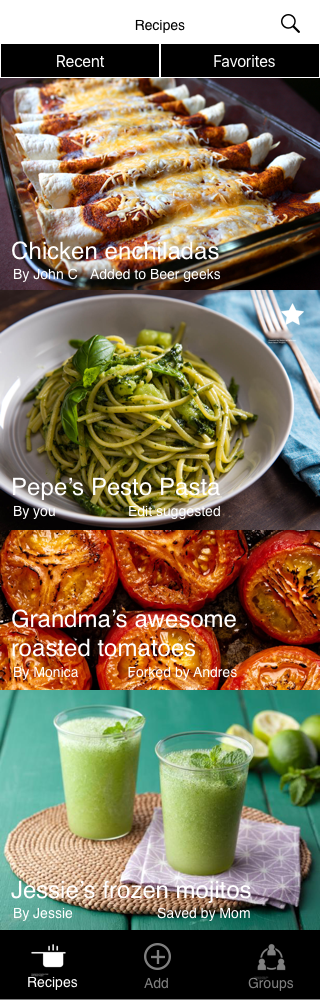 Recipes
Recent
Favorites
Chicken enchiladas
By John C Added to Beer geeks
Pepe's Pesto Pasta
By you Edit suggested
Grandma's awesome
roasted tomatoes
By Monica Forked by Andres
Jessie's frozen mojitos
By Jessie Saved by Mom
Recipes
Add
Groups